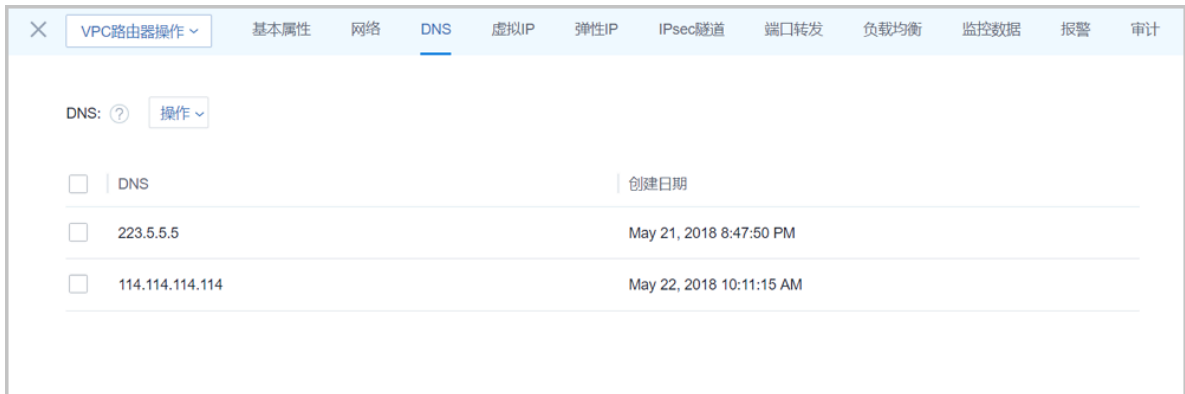 VPC路由器操作 基本属性 网络 DNS 虚拟IP 弹性IP IPsec隧道 端口转发 负载均衡 监控数据 报警 审计
DNS: ? 操作
DNS 创建日期
223.5.5.5 May 21, 2018 8:47:50 PM
114.114.114.114 May 22, 2018 10:11:15 AM